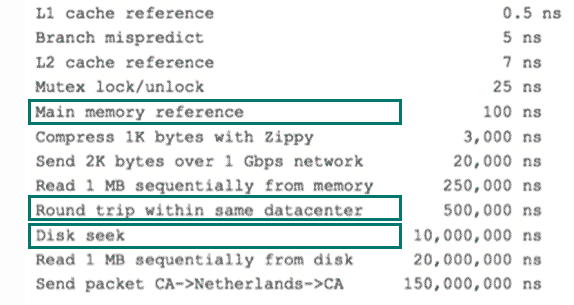 L1 cache reference 0.5 ns
Branch mispredict 5 ns
L2 cache reference 7 ns
Mutex lock/unlock 25 ns
Main memory reference 100 ns
Compress 1K bytes with Zippy 3,000 ns
Send 2K bytes over 1 Gbps network 20,000 ns
Read 1 MB sequentially from memory 250,000 ns
Round trip within same datacenter 500,000 ns
Disk seek 10,000,000 ns
Read 1 MB sequentially from disk 20,000,000 ns
Send packet CA->Netherlands->CA 150,000,000 ns